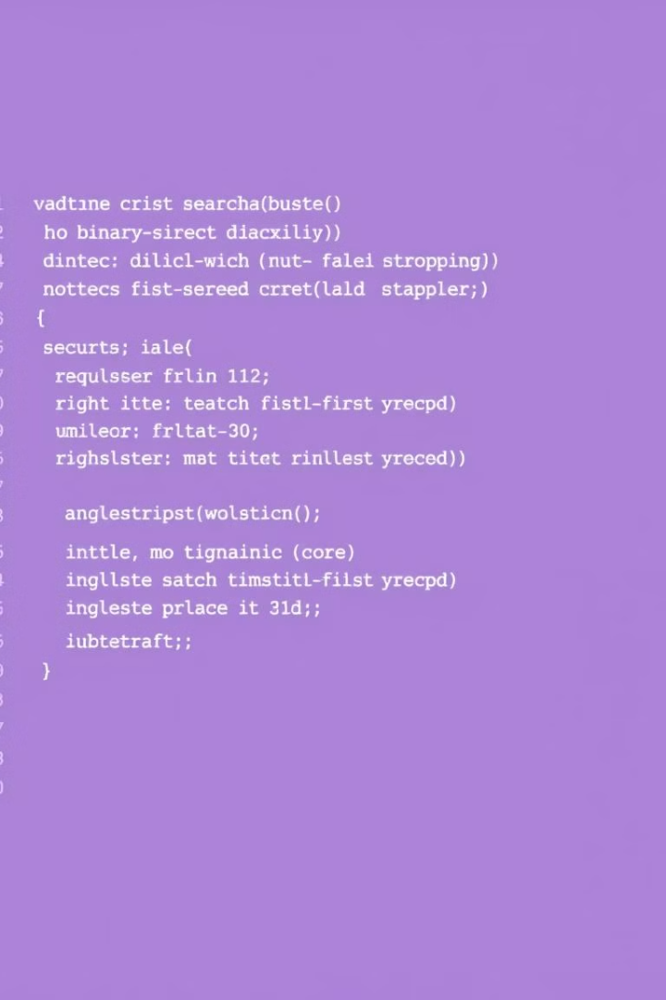 vadtıne crist searcha(buste()
ho binary-sirect diacxiliy))
dintec: dilicl-wich (nut- falei stropping))
nottecs fist-sereed crret(lald stappler;)
{
securts; iale(
requlsser frlin 112;
right itte: teatch fistl-first yrecpd)
umileor: frltat-30;
righslster: mat titet rinllest yreced))
anglestripst(wolsticn();
inttle, mo tignainic (core)
ingllste satch timstitl-filst yrecpd)
ingleste prlace it 31d;;
iubtetraft;;
}